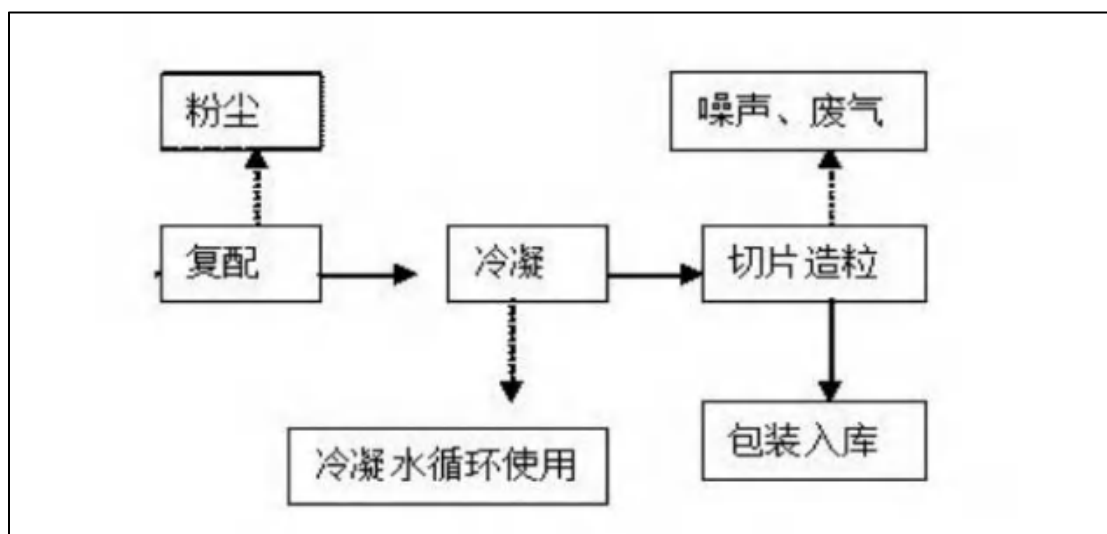 粉尘
噪声、废气
复配
冷凝
切片造粒
冷凝水循环使用
包装入库